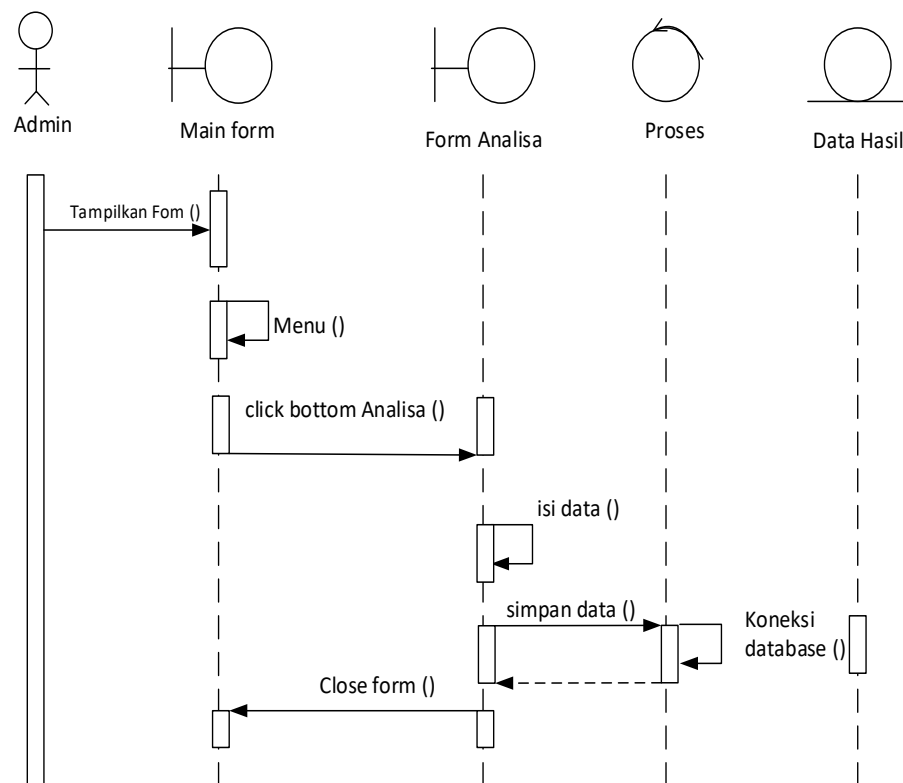 Admin
Main form
Form Analisa
Proses
Data Hasil
Tampilkan Fom ()
Menu ()
click bottom Analisa ()
isi data ()
simpan data ()
Koneksi
database ()
Close form ()